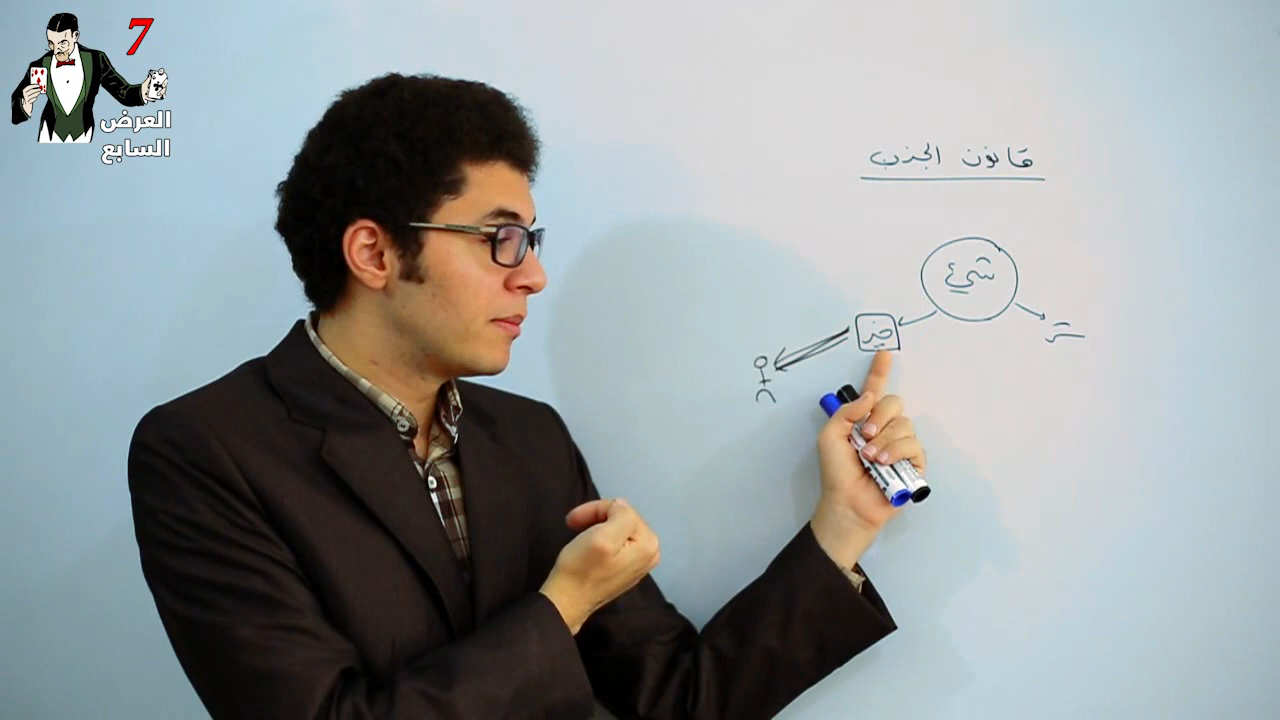 7
العرض
السابع
قانون الجذب
شيء
خير
شر